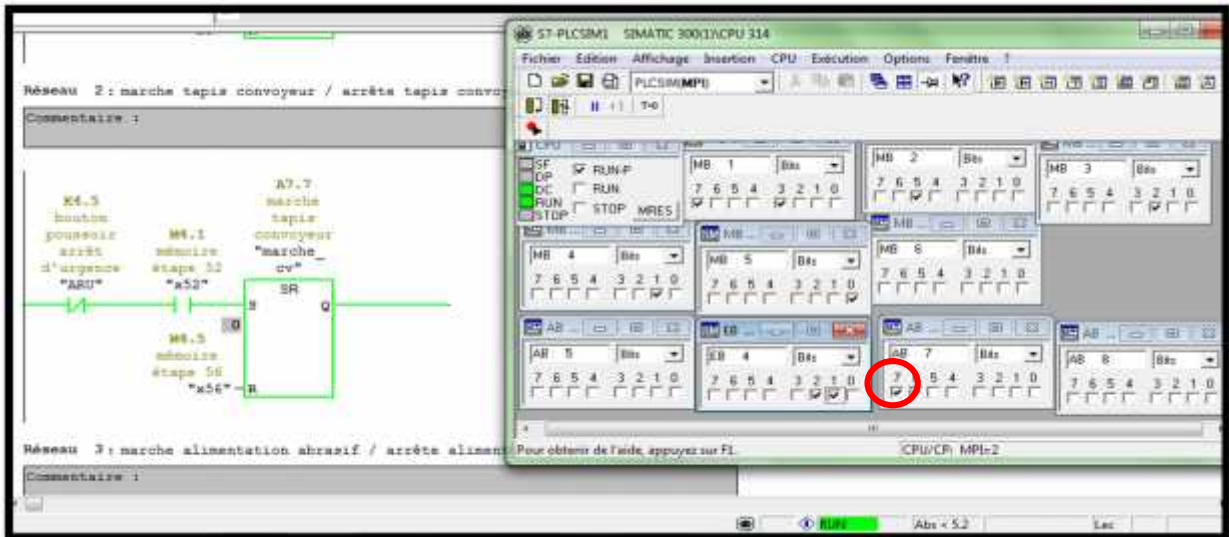 Réseau 2 : marche tapis convoyeur / arrête tapis convo
Commentaire :
bouton
poussoir
arrêt
d'urgence
"ARU"
M4.1
mémoire
étape 52
"x52"
A7.7
marche
tapis
convoyeur
"marche_
cv"
SR
S
Q
0
mémoire
étape 56
"x56"
R
Réseau 3 : marche alimentation abrasif / arrête aliment
Commentaire :
S7-PLCSIM1 SIMATIC 300(1)\CPU 314
Fichier Edition Affichage Insertion CPU Exécution Options Fenêtre ?
PLCSIM(MPI)
T=0
CPU
SF
DP
DC
RUN
STOP
RUN-P
RUN
STOP
MRES
MB 1 Bits
7 6 5 4 3 2 1 0
MB 2 Bits
7 6 5 4 3 2 1 0
MB 3 Bits
7 6 5 4 3 2 1 0
MB ...
MB 4 Bits
7 6 5 4 3 2 1 0
MB ...
MB 5 Bits
7 6 5 4 3 2 1 0
MB ...
MB 6 Bits
7 6 5 4 3 2 1 0
AB ...
AB 5 Bits
7 6 5 4 3 2 1 0
EB ...
EB 4 Bits
7 6 5 4 3 2 1 0
AB ...
AB 7 Bits
7 5 4 3 2 1 0
AB ...
AB 8 Bits
7 6 5 4 3 2 1 0
Pour obtenir de l'aide, appuyez sur F1.
CPU/CP: MPI=2
RUN
Abs < 5.2